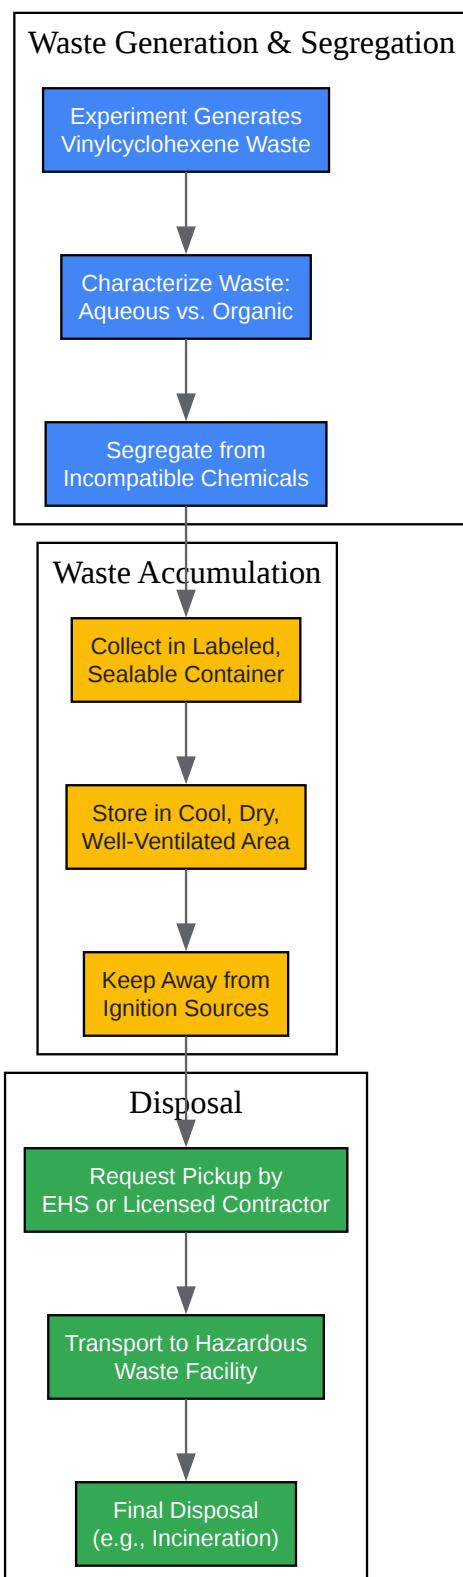 Waste Generation & Segregation
Experiment Generates
Vinylcyclohexene Waste
Characterize Waste:
Aqueous vs. Organic
Segregate from
Incompatible Chemicals
Waste Accumulation
Collect in Labeled,
Sealable Container
Store in Cool, Dry,
Well-Ventilated Area
Keep Away from
Ignition Sources
Disposal
Request Pickup by
EHS or Licensed Contractor
Transport to Hazardous
Waste Facility
Final Disposal
(e.g., Incineration)